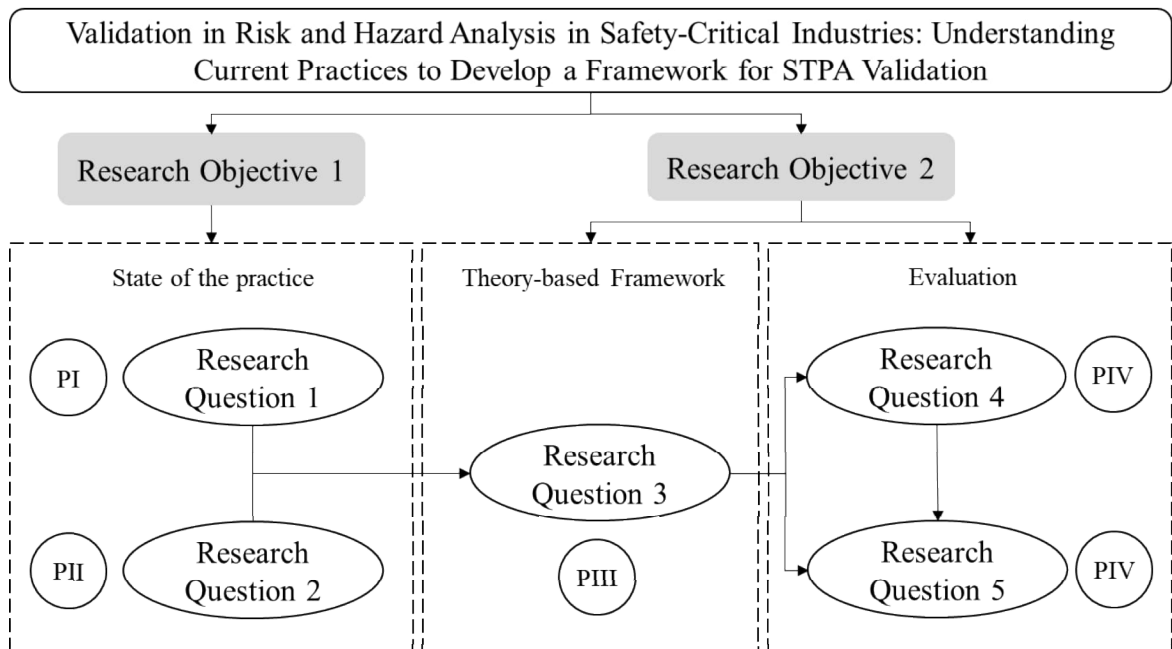 Validation in Risk and Hazard Analysis in Safety-Critical Industries: Understanding
Current Practices to Develop a Framework for STPA Validation
Research Objective 1
Research Objective 2
State of the practice
Theory-based Framework
Evaluation
PI
Research
Question 1
Research
Question 4
PIV
Research
Question 3
PII
Research
Question 2
PIII
Research
Question 5
PIV